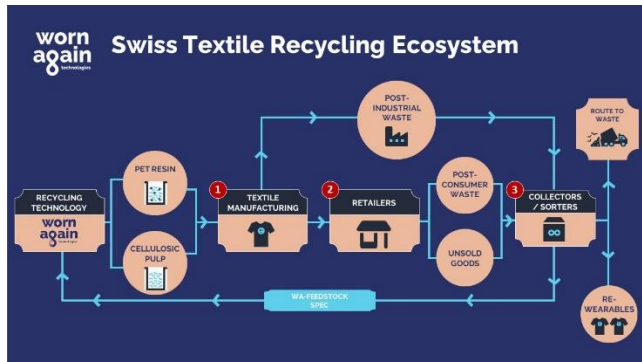 worn
again
technologies
Swiss Textile Recycling Ecosystem
POST-
INDUSTRIAL
WASTE
ROUTE TO
WASTE
PET RESIN
POST-
CONSUMER
WASTE
RECYCLING
TECHNOLOGY
worn
again
technologies
1
TEXTILE
MANUFACTURING
2
RETAILERS
3
COLLECTORS
/ SORTERS
CELLULOSIC
PULP
UNSOLD
GOODS
WA-FEEDSTOCK
SPEC
RE-
WEARABLES